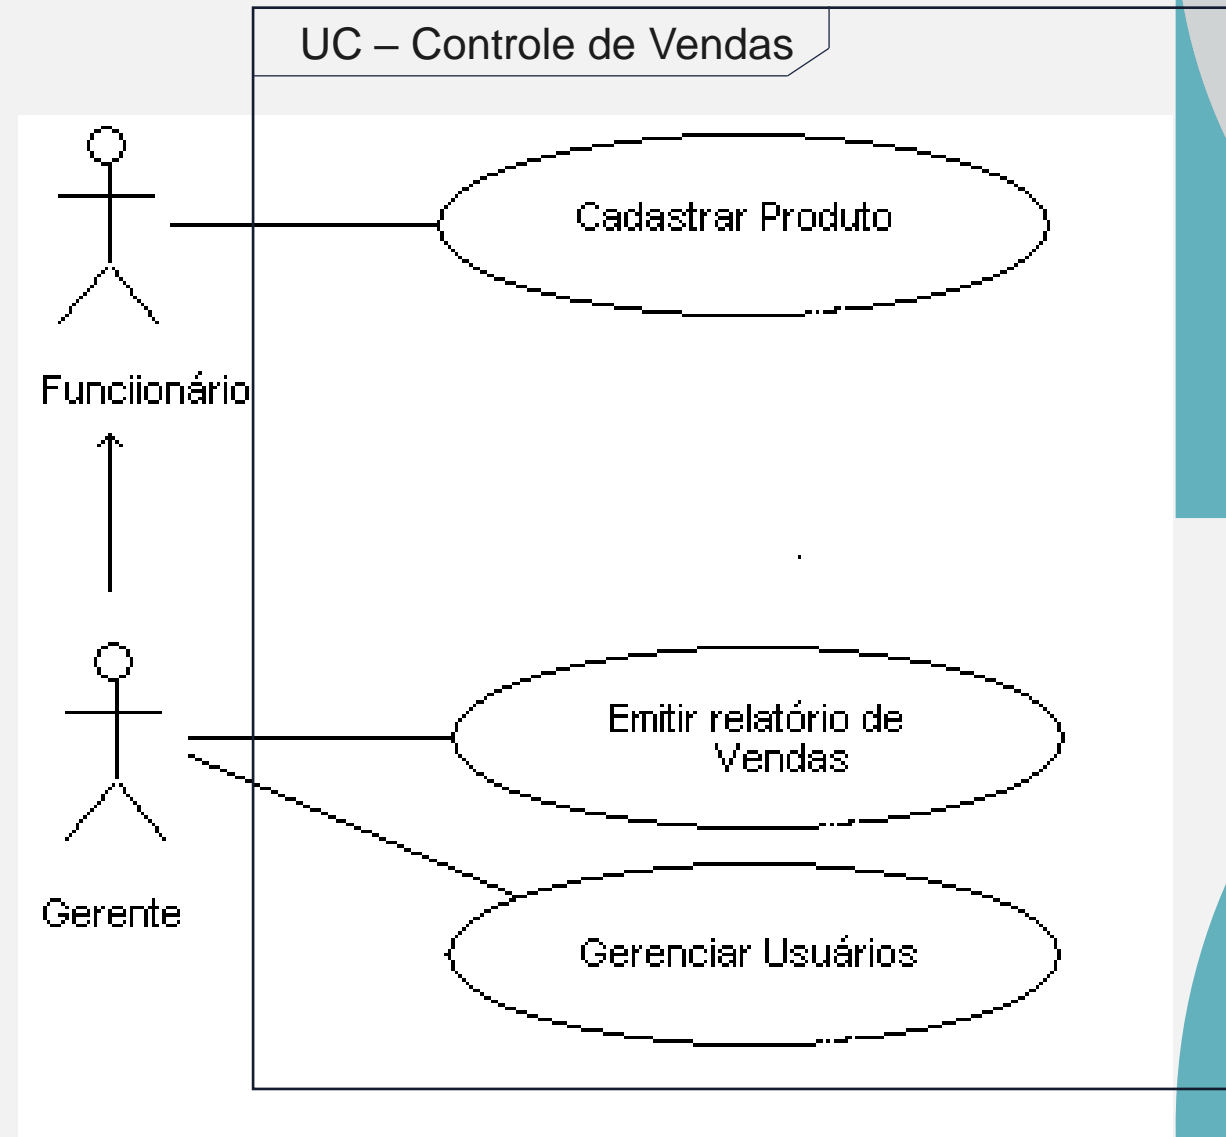 UC – Controle de Vendas
Cadastrar Produto
Funciionário
Emitir relatório de
Vendas
Gerente
Gerenciar Usuários